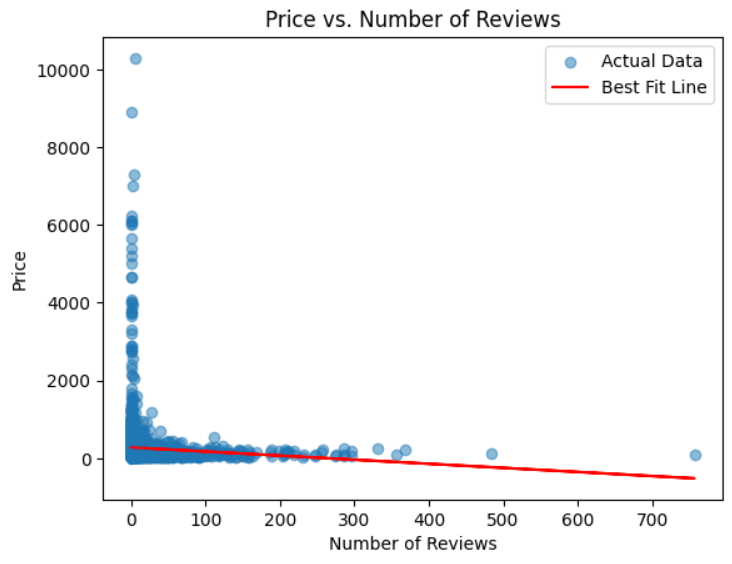 Price vs. Number of Reviews
Actual Data
Best Fit Line
10000
8000
6000
4000
2000
0
Price
0 100 200 300 400 500 600 700
Number of Reviews